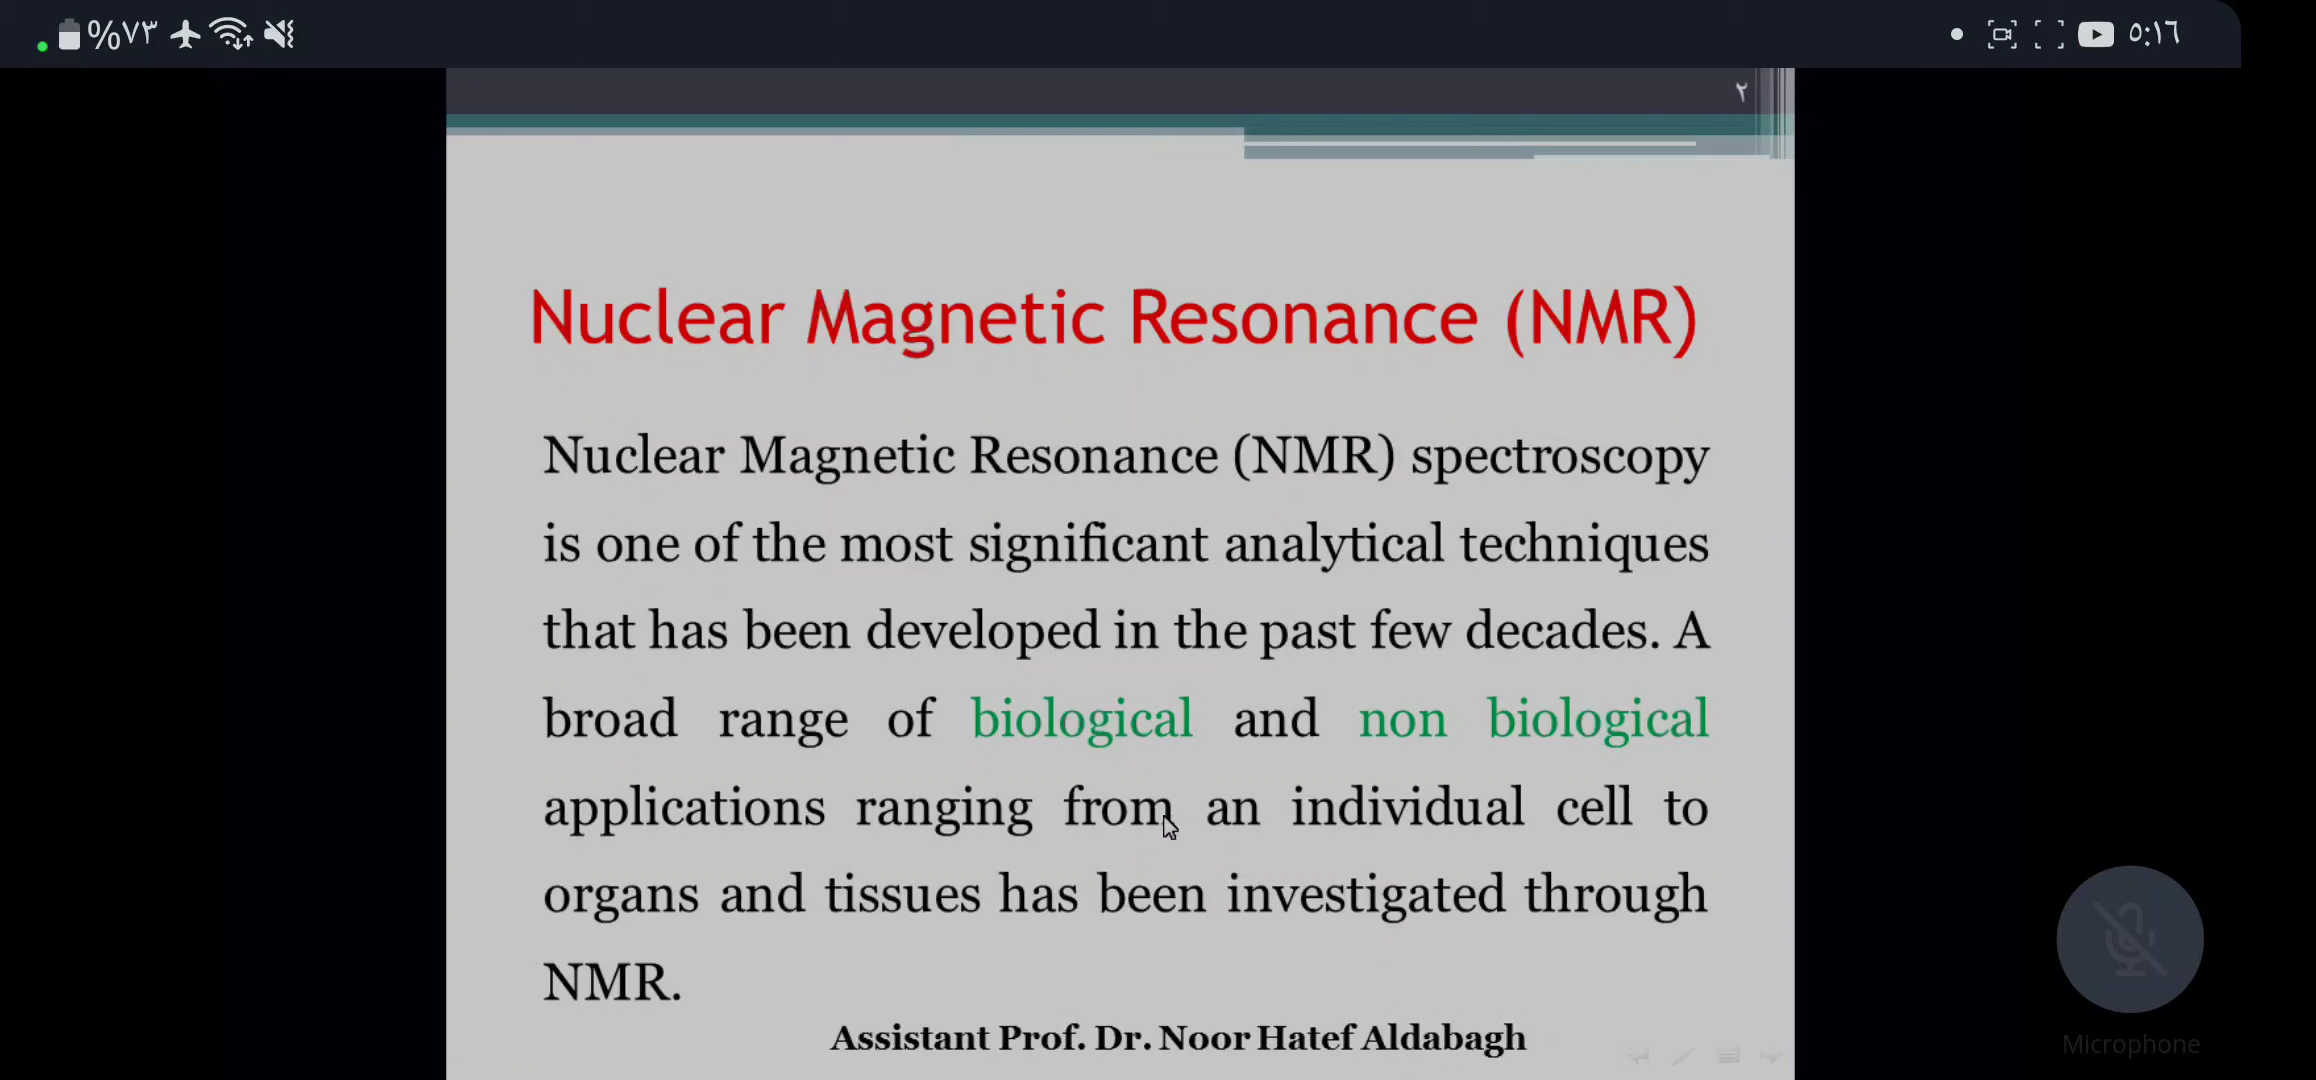 %٧٣
٥:١٦
٢
Nuclear Magnetic Resonance (NMR)
Nuclear Magnetic Resonance (NMR) spectroscopy
is one of the most significant analytical techniques
that has been developed in the past few decades. A
broad range of biological and non biological
applications ranging from an individual cell to
organs and tissues has been investigated through
NMR.
Assistant Prof. Dr. Noor Hatef Aldabagh
Microphone